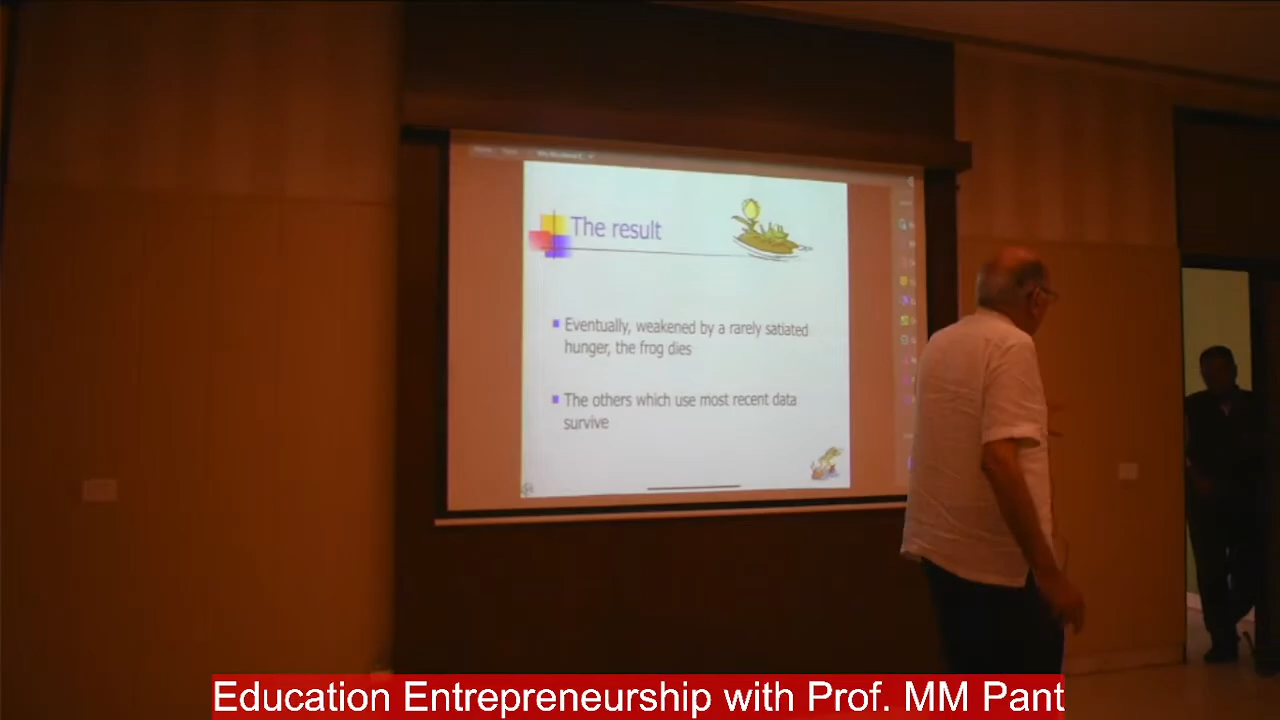 The result
Eventually, weakened by a rarely satiated
hunger, the frog dies
The others which use most recent data
survive
Education Entrepreneurship with Prof. MM Pant